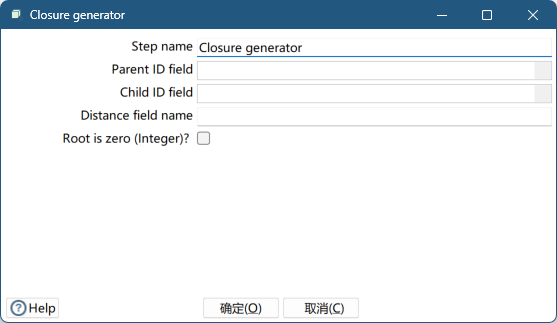 Closure generator
Step name Closure generator
Parent ID field
Child ID field
Distance field name
Root is zero (Integer)?
Help 确定(O) 取消(C)